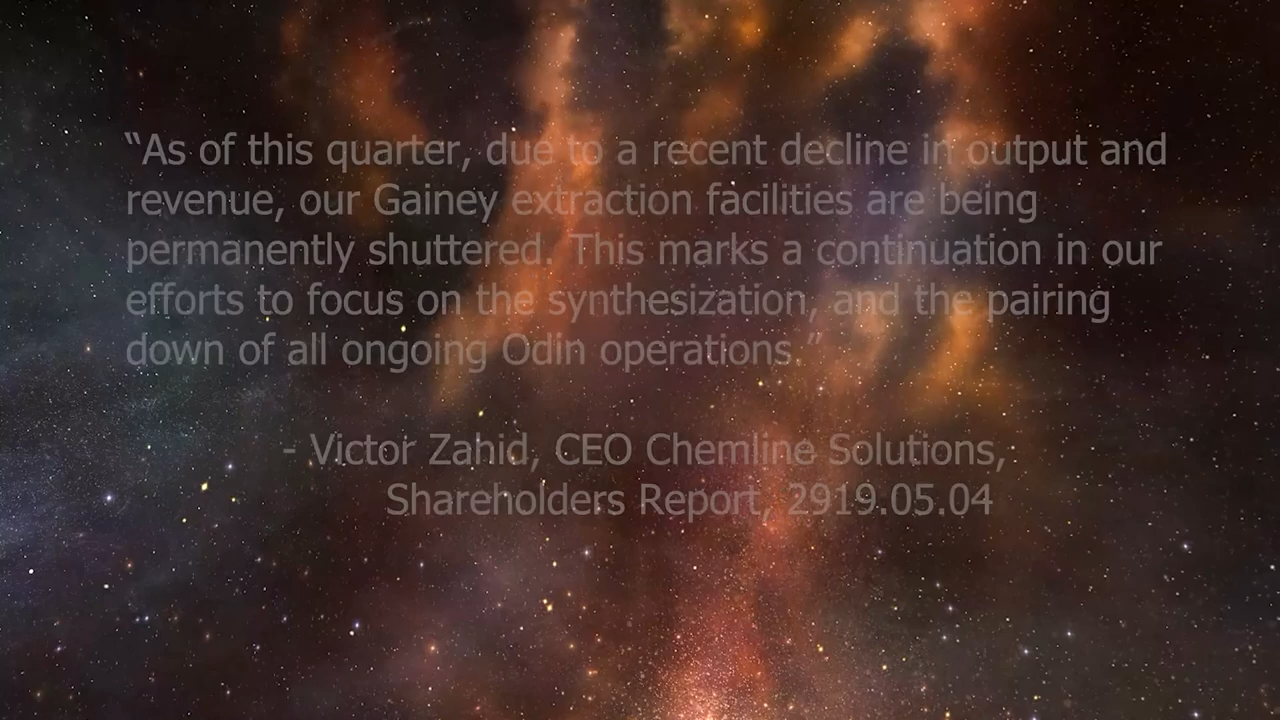 “As of this quarter, due to a recent decline in output and
revenue, our Gainey extraction facilities are being
permanently shuttered. This marks a continuation in our
efforts to focus on the synthesization, and the pairing
down of all ongoing Odin operations.”
- Victor Zahid, CEO Chemline Solutions,
Shareholders Report, 2919.05.04